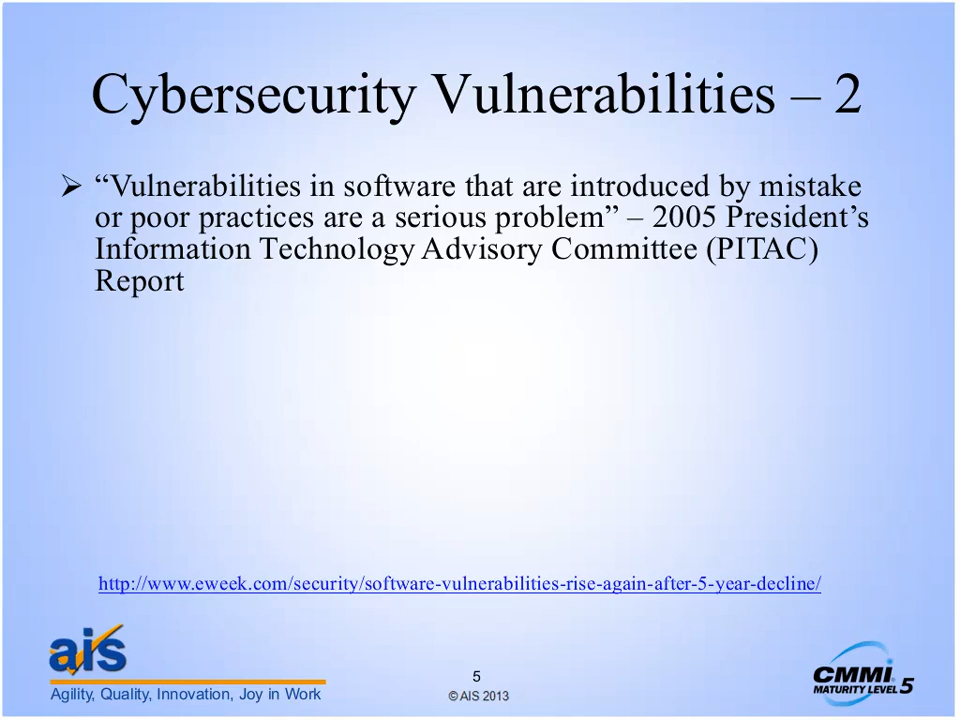 Cybersecurity Vulnerabilities – 2
“Vulnerabilities in software that are introduced by mistake
or poor practices are a serious problem” – 2005 President’s
Information Technology Advisory Committee (PITAC)
Report
http://www.eweek.com/security/software-vulnerabilities-rise-again-after-5-year-decline/
ais
Agility, Quality, Innovation, Joy in Work
5
© AIS 2013
CMMI
MATURITY LEVEL 5